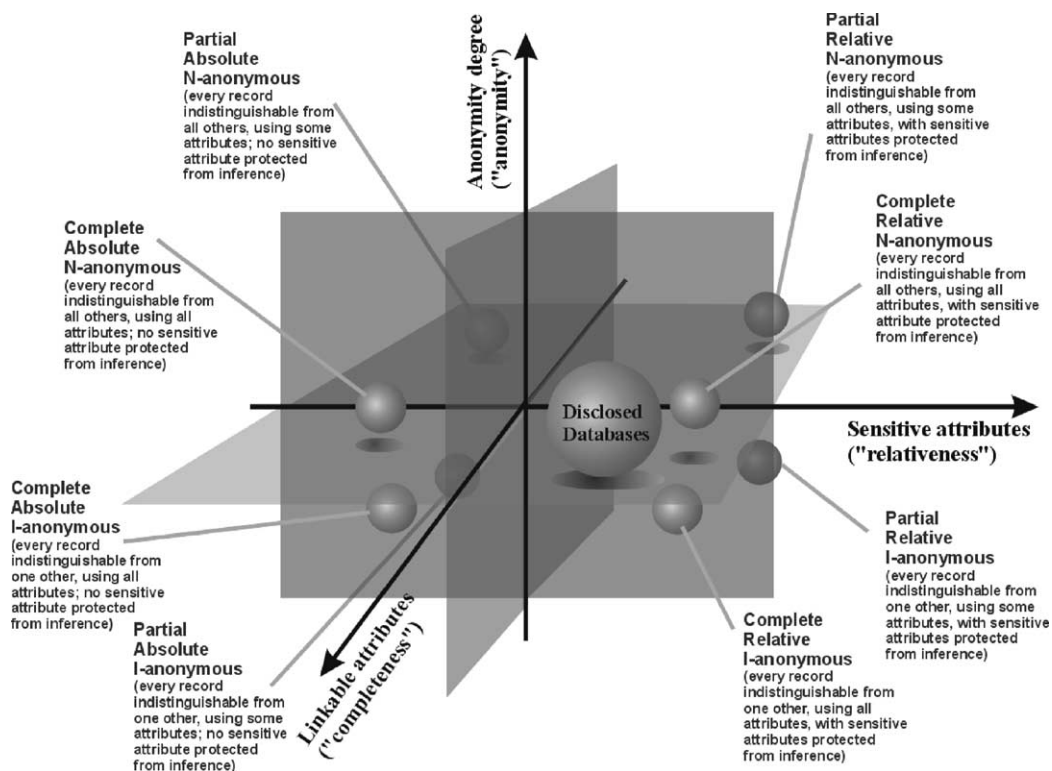 Partial
Absolute
N-anonymous
(every record
indistinguishable from
all others, using some
attributes; no sensitive
attribute protected
from inference)
Anonymity degree
("anonymity")
Partial
Relative
N-anonymous
(every record
indistinguishable from
all others, using some
attributes, with sensitive
attributes protected
from inference)
Complete
Absolute
N-anonymous
(every record
indistinguishable from
all others, using all
attributes; no sensitive
attribute protected
from inference)
Complete
Relative
N-anonymous
(every record
indistinguishable from
all others, using all
attributes, with sensitive
attribute protected
from inference)
Disclosed
Databases
Sensitive attributes
("relativeness")
Complete
Absolute
I-anonymous
(every record
indistinguishable from
one other, using all
attributes; no sensitive
attribute protected
from inference)
Partial
Absolute
I-anonymous
(every record
indistinguishable from
one other, using some
attributes; no sensitive
attribute protected
from inference)
Linkable attributes
("completeness")
Complete
Relative
I-anonymous
(every record
indistinguishable from
one other, using all
attributes, with sensitive
attributes protected
from inference)
Partial
Relative
I-anonymous
(every record
indistinguishable from
one other, using some
attributes, with sensitive
attributes protected
from inference)